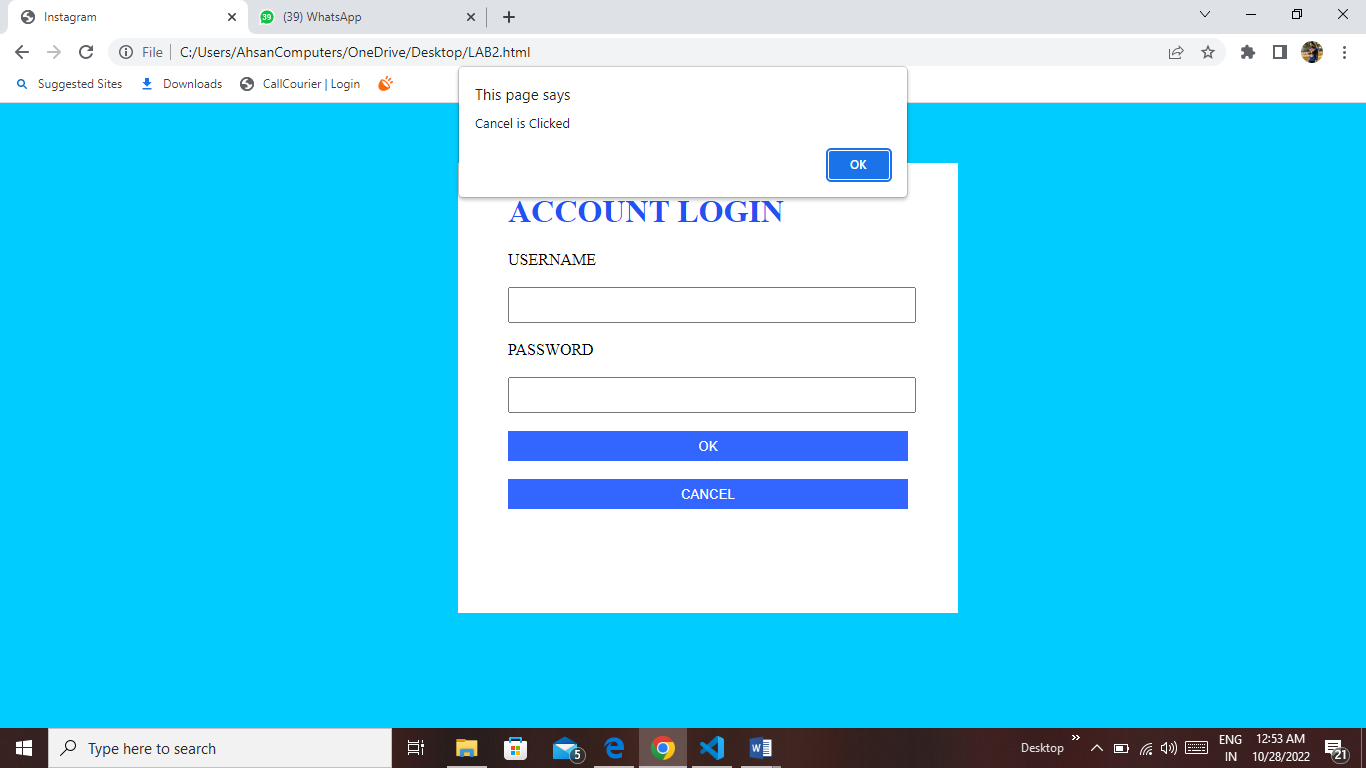 Instagram
(39) WhatsApp
File
C:/Users/AhsanComputers/OneDrive/Desktop/LAB2.html
Suggested Sites
Downloads
CallCourier | Login
This page says
Cancel is Clicked
OK
ACCOUNT LOGIN
USERNAME
PASSWORD
OK
CANCEL
Type here to search
5
W
Desktop
ENG
IN
12:53 AM
10/28/2022
21